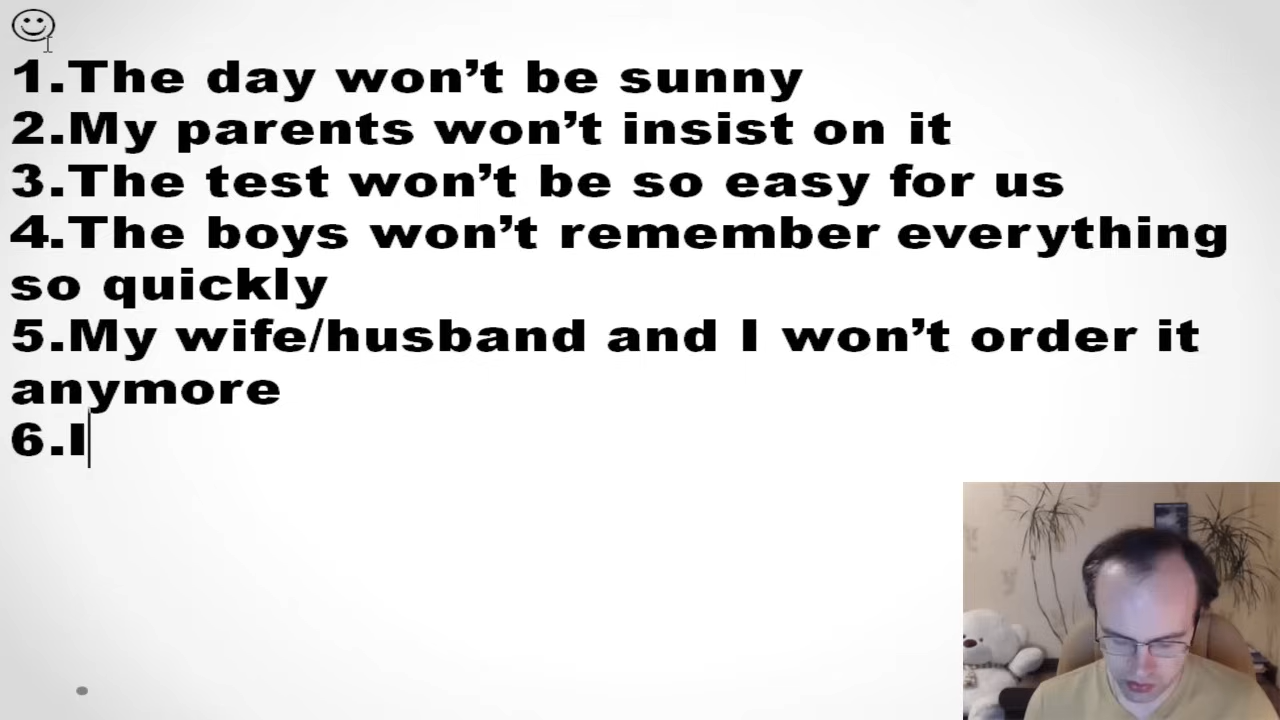 1.The day won’t be sunny
2.My parents won’t insist on it
3.The test won’t be so easy for us
4.The boys won’t remember everything
so quickly
5.My wife/husband and I won’t order it
anymore
6.I